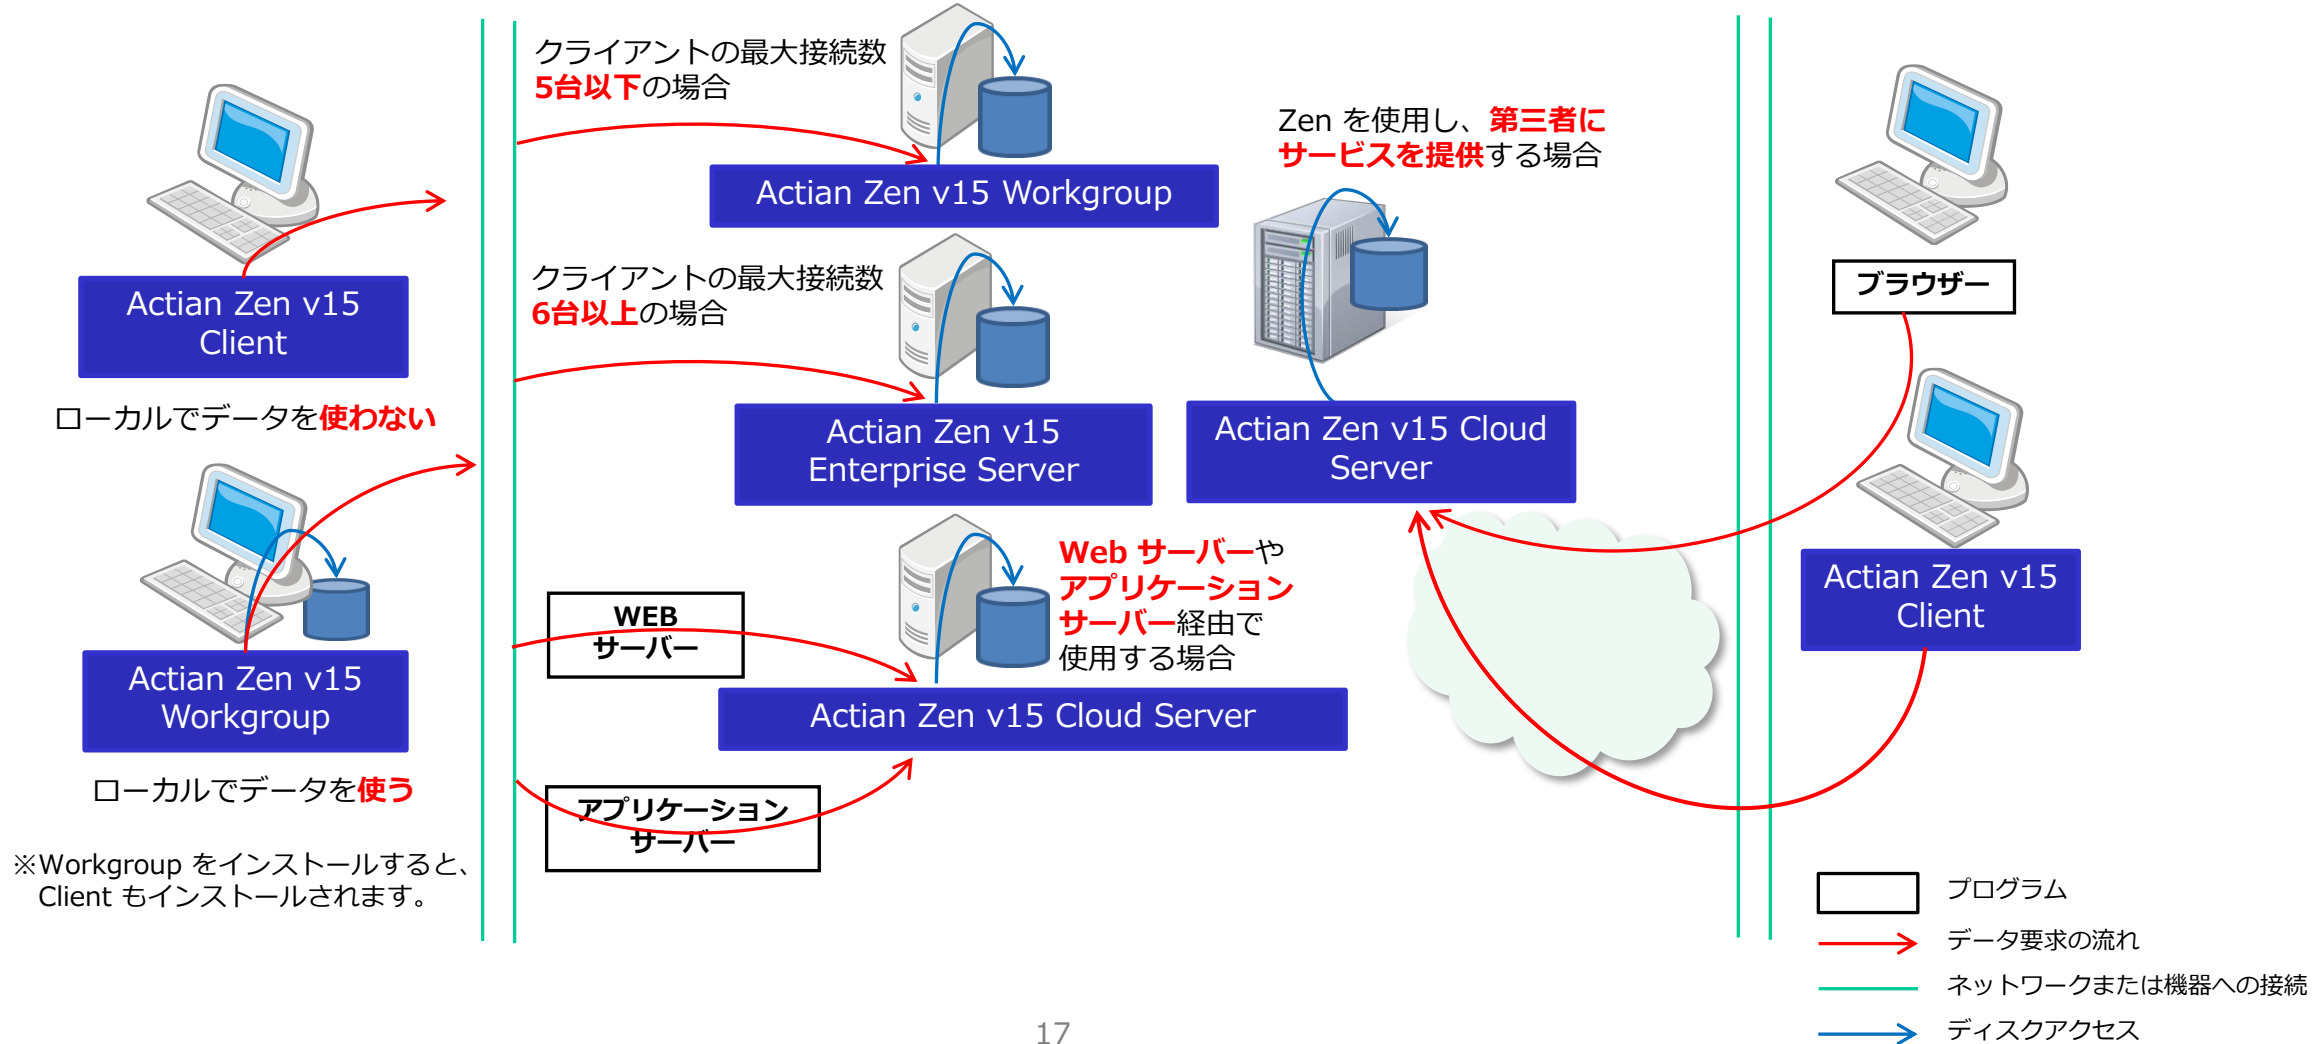 クライアントの最大接続数
5台以下の場合
Actian Zen v15 Workgroup
Zen を使用し、第三者に
サービスを提供する場合
Actian Zen v15
Client
ローカルでデータを使わない
クライアントの最大接続数
6台以上の場合
Actian Zen v15
Enterprise Server
Actian Zen v15 Cloud
Server
ブラウザー
Actian Zen v15
Client
Actian Zen v15
Workgroup
ローカルでデータを使う
※Workgroup をインストールすると、
Client もインストールされます。
WEB
サーバー
Web サーバーや
アプリケーション
サーバー経由で
使用する場合
Actian Zen v15 Cloud Server
アプリケーション
サーバー
プログラム
データ要求の流れ
ネットワークまたは機器への接続
ディスクアクセス
17